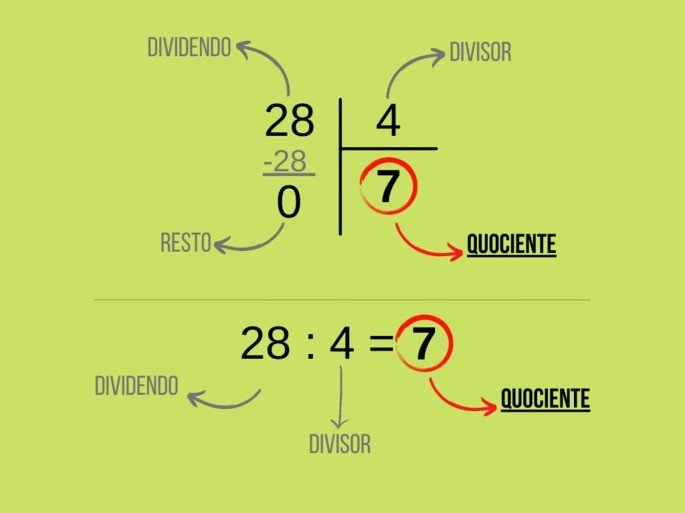 DIVIDENDO DIVISOR
28 4
-28 7
0
RESTO QUOCIENTE
28 : 4 = 7
DIVIDENDO QUOCIENTE
DIVISOR